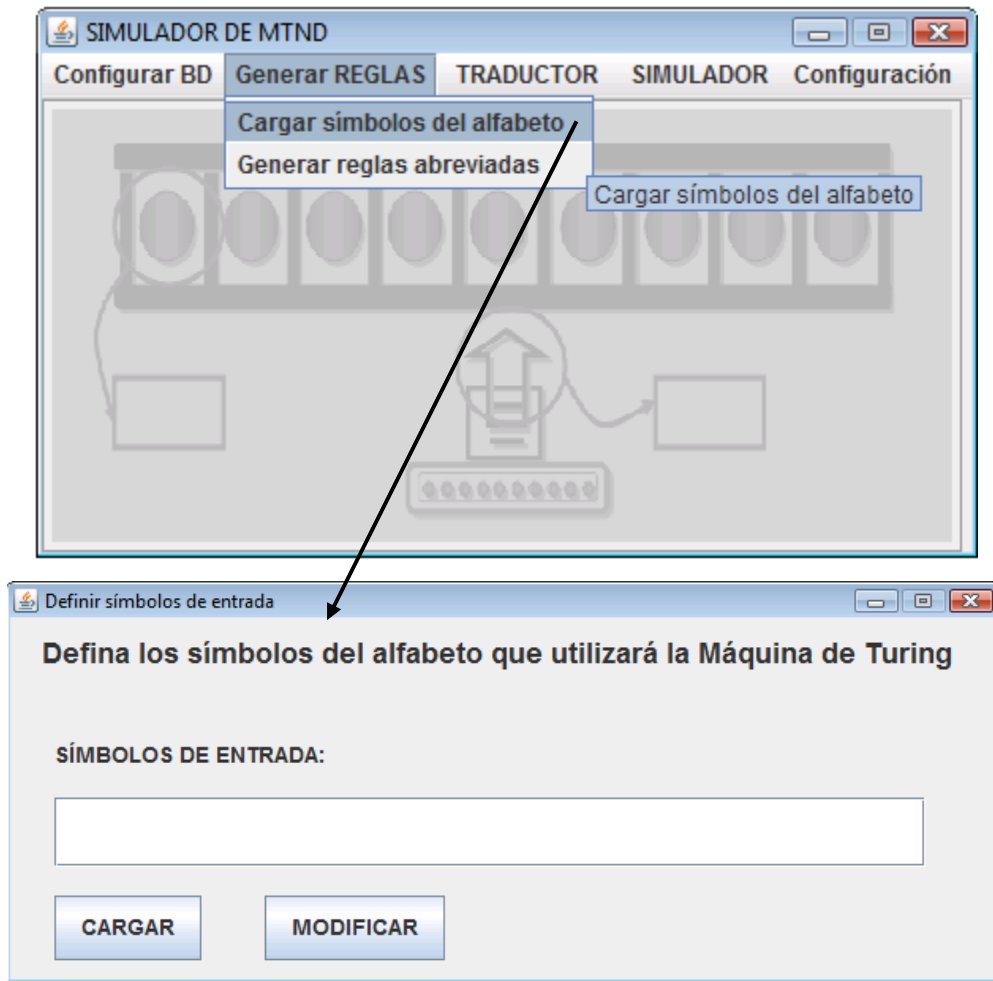 SIMULADOR DE MTND
Configurar BD Generar REGLAS TRADUCTOR SIMULADOR Configuración
Cargar símbolos del alfabeto
Generar reglas abreviadas
Cargar símbolos del alfabeto
Definir símbolos de entrada
Defina los símbolos del alfabeto que utilizará la Máquina de Turing
SÍMBOLOS DE ENTRADA:
CARGAR MODIFICAR